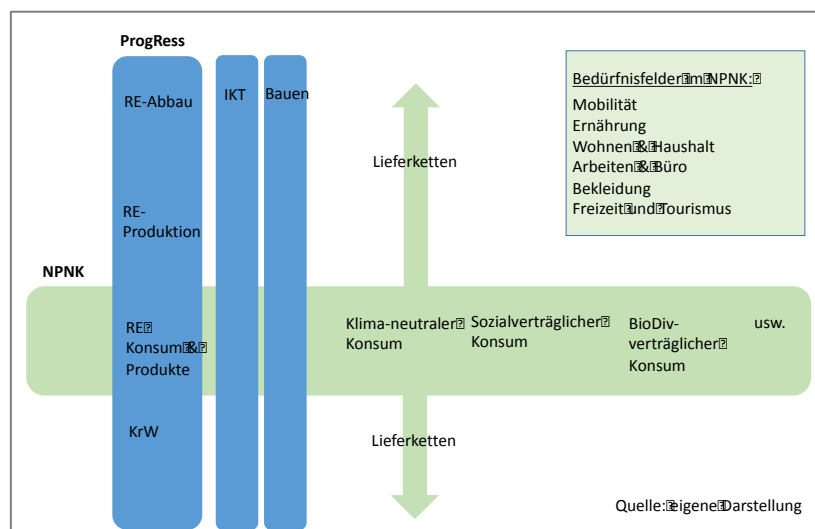 ProgRess
RE-Abbau
RE-
Produktion
RE
Konsum &
Produkte
KrW
IKT
Bauen
NPNK
Lieferketten
Klima-neutraler
Konsum
Sozialverträglicher
Konsum
BioDiv-
verträglicher
Konsum
usw.
Lieferketten
Bedürfnisfelder im NPNK:
Mobilität
Ernährung
Wohnen & Haushalt
Arbeiten & Büro
Bekleidung
Freizeit und Tourismus
Quelle: eigene Darstellung